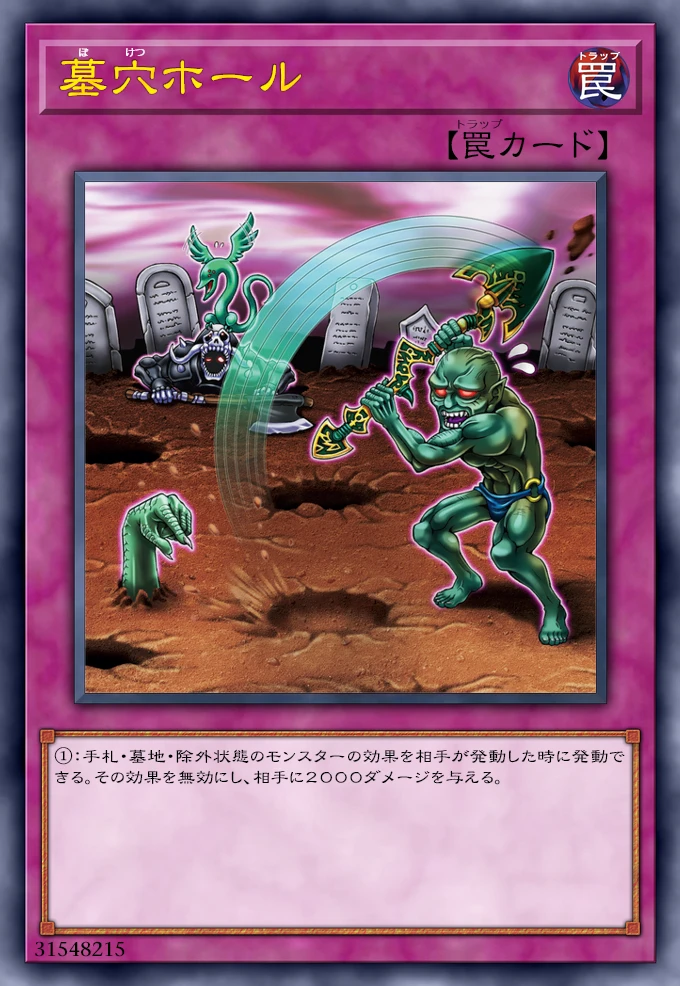 墓穴ホール
ぼ けつ
罠
トラップ
【罠カード】
トラップ
①：手札・墓地・除外状態のモンスターの効果を相手が発動した時に発動で
きる。その効果を無効にし、相手に２０００ダメージを与える。
31548215